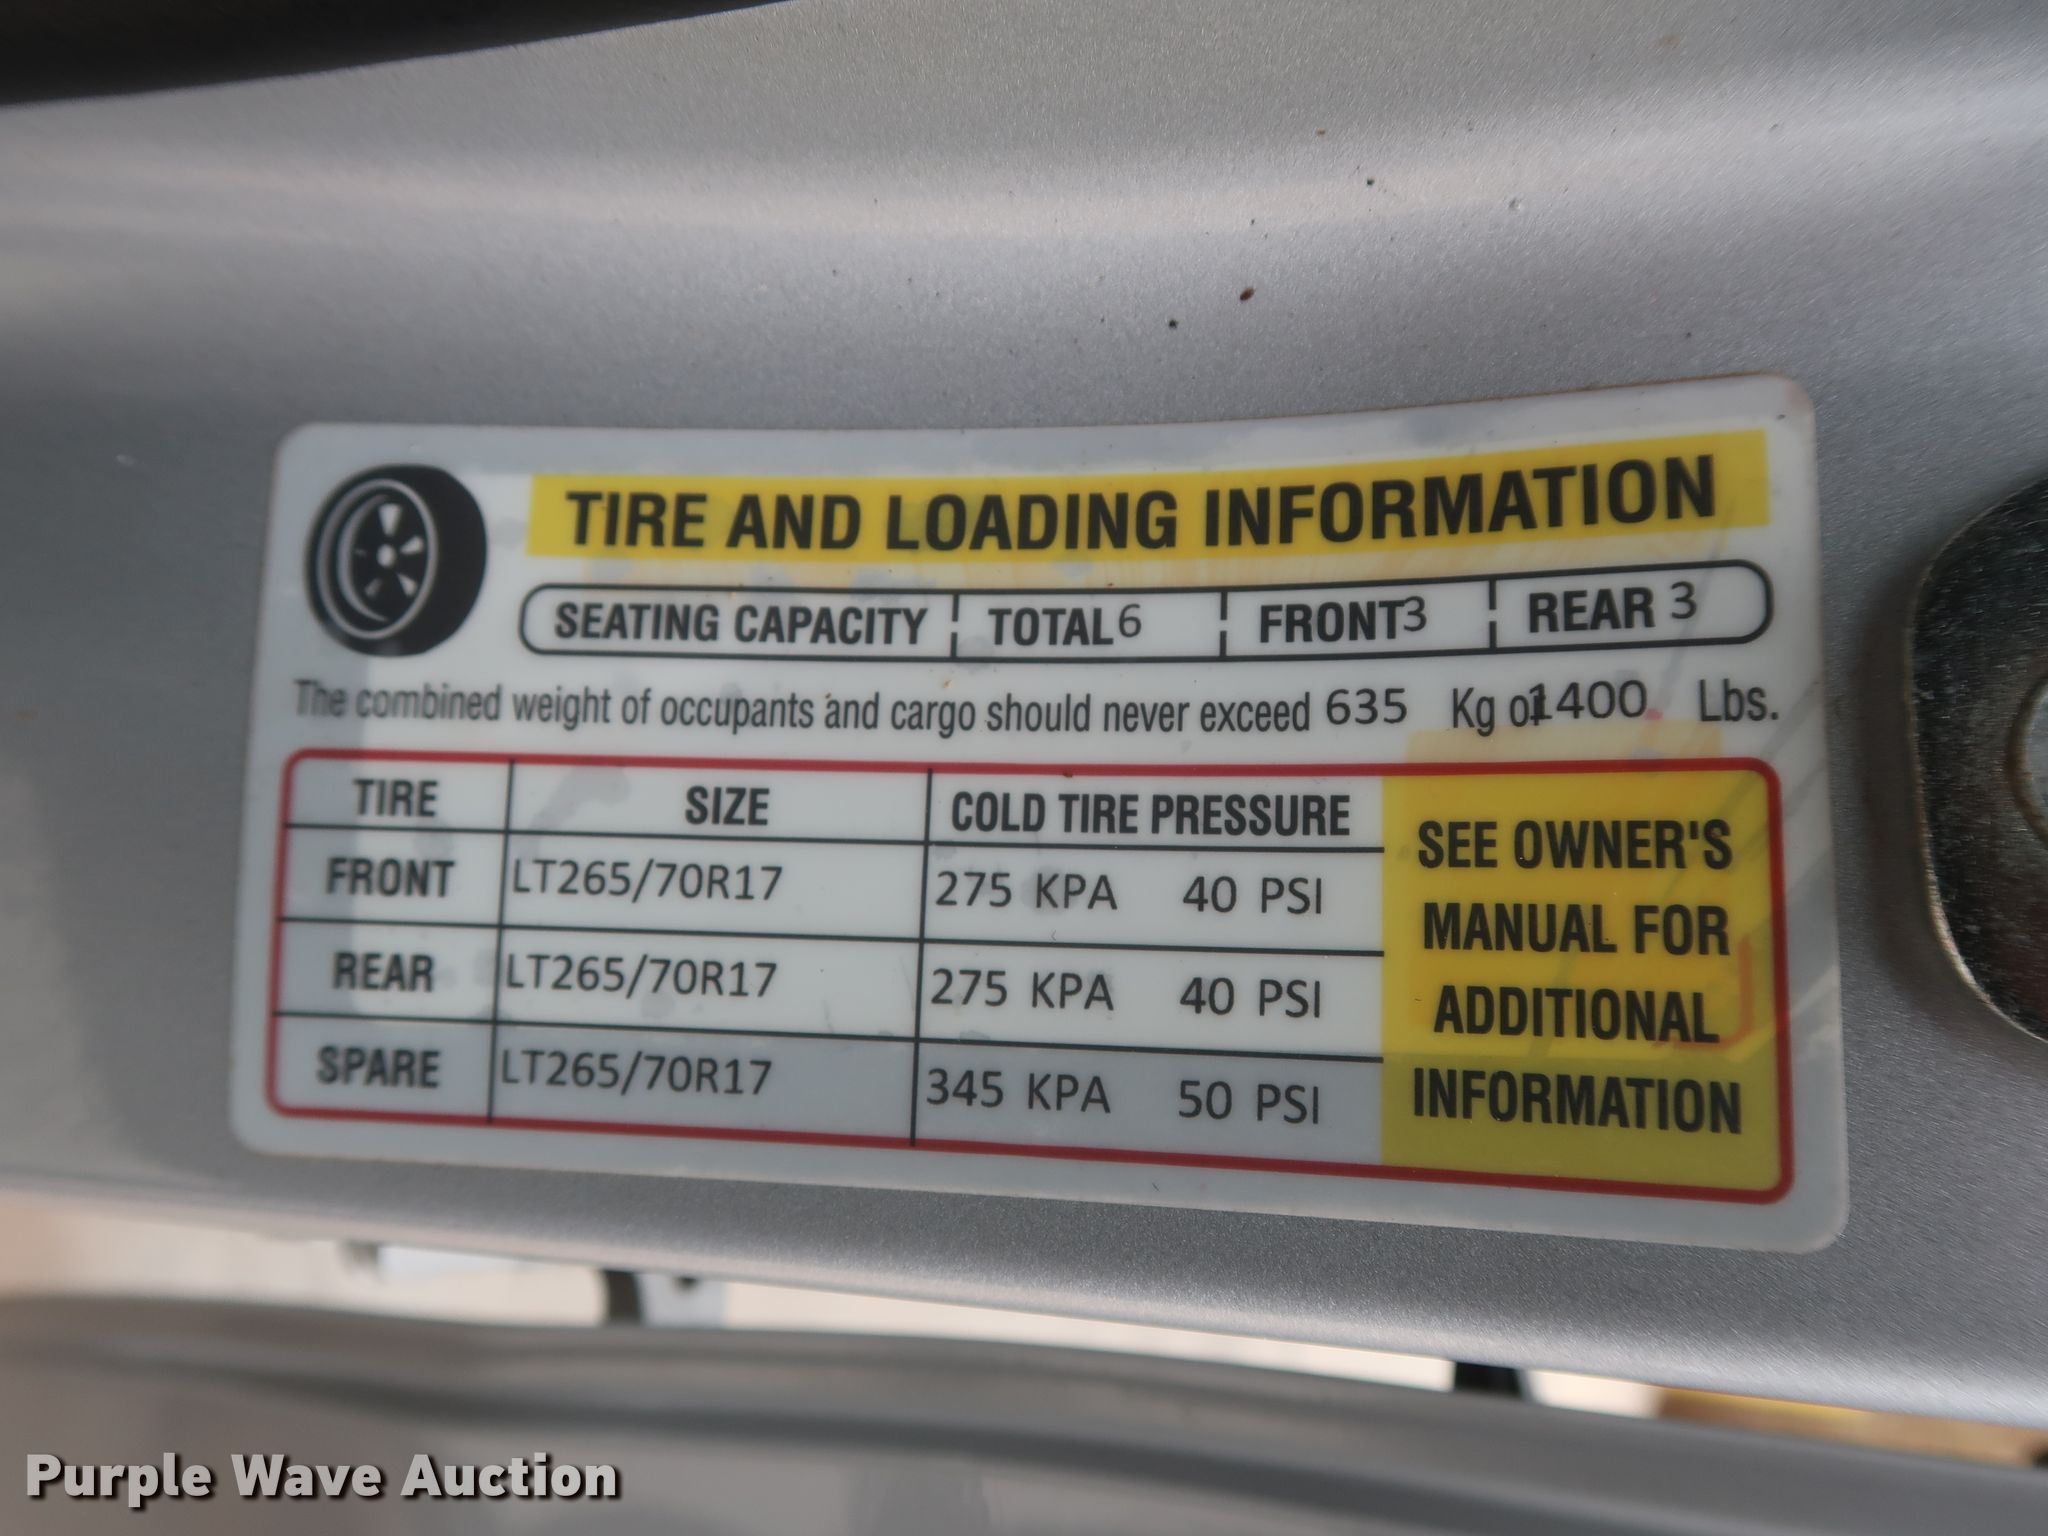 TIRE AND LOADING INFORMATION
SEATING CAPACITY TOTAL 6 FRONT 3 REAR 3
The combined weight of occupants and cargo should never exceed 635 Kg or 1400 Lbs.
TIRE SIZE COLD TIRE PRESSURE
FRONT LT265/70R17 275 KPA 40 PSI
REAR LT265/70R17 275 KPA 40 PSI
SPARE LT265/70R17 345 KPA 50 PSI
SEE OWNER'S
MANUAL FOR
ADDITIONAL
INFORMATION
Purple Wave Auction